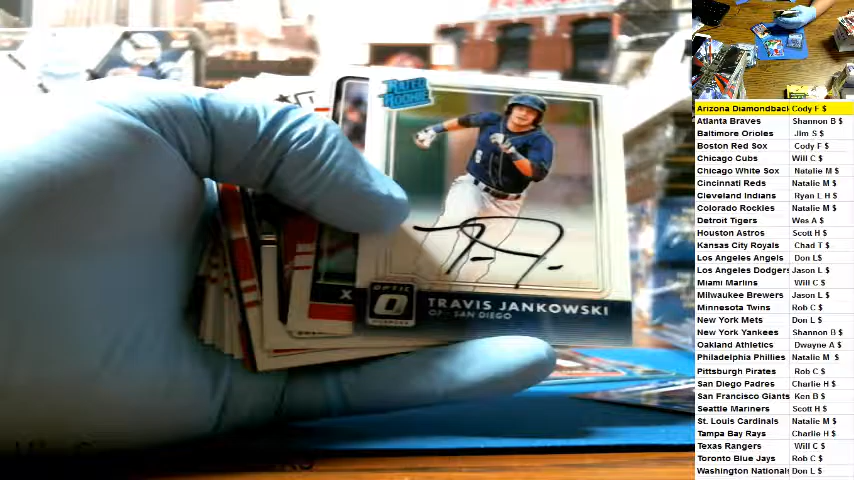 RATED
ROOKIE
X
OPTIC
TRAVIS JANKOWSKI
OF - SAN DIEGO
Arizona Diamondback Cody F $
Atlanta Braves Shannon B $
Baltimore Orioles Jim S $
Boston Red Sox Cody F $
Chicago Cubs Will C $
Chicago White Sox Natalie M $
Cincinnati Reds Natalie M $
Cleveland Indians Ryan L H $
Colorado Rockies Natalie M $
Detroit Tigers Wes A $
Houston Astros Scott H $
Kansas City Royals Chad T $
Los Angeles Angels Don L$
Los Angeles Dodgers Jason L $
Miami Marlins Will C $
Milwaukee Brewers Jason L $
Minnesota Twins Rob C $
New York Mets Don L $
New York Yankees Shannon B $
Oakland Athletics Dwayne A $
Philadelphia Phillies Natalie M $
Pittsburgh Pirates Rob C $
San Diego Padres Charlie H $
San Francisco Giants Ken B $
Seattle Mariners Scott H $
St. Louis Cardinals Natalie M $
Tampa Bay Rays Charlie H $
Texas Rangers Will C $
Toronto Blue Jays Rob C $
Washington Nationals Don L $